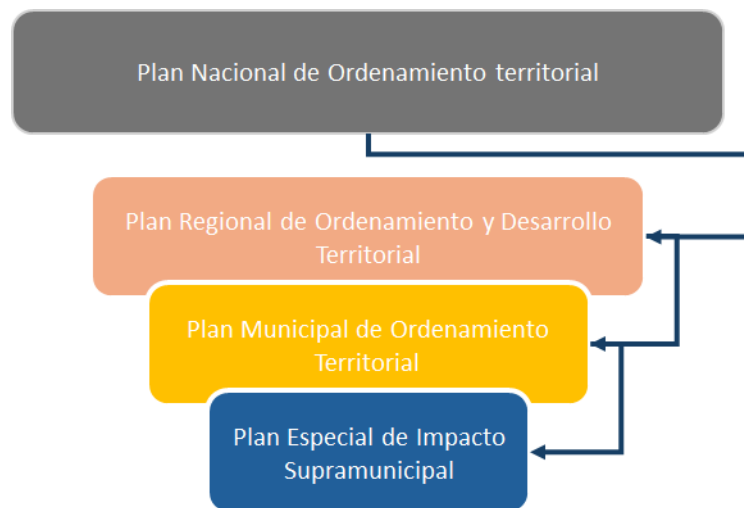 Plan Nacional de Ordenamiento territorial
Plan Regional de Ordenamiento y Desarrollo
Territorial
Plan Municipal de Ordenamiento
Territorial
Plan Especial de Impacto
Supramunicipal